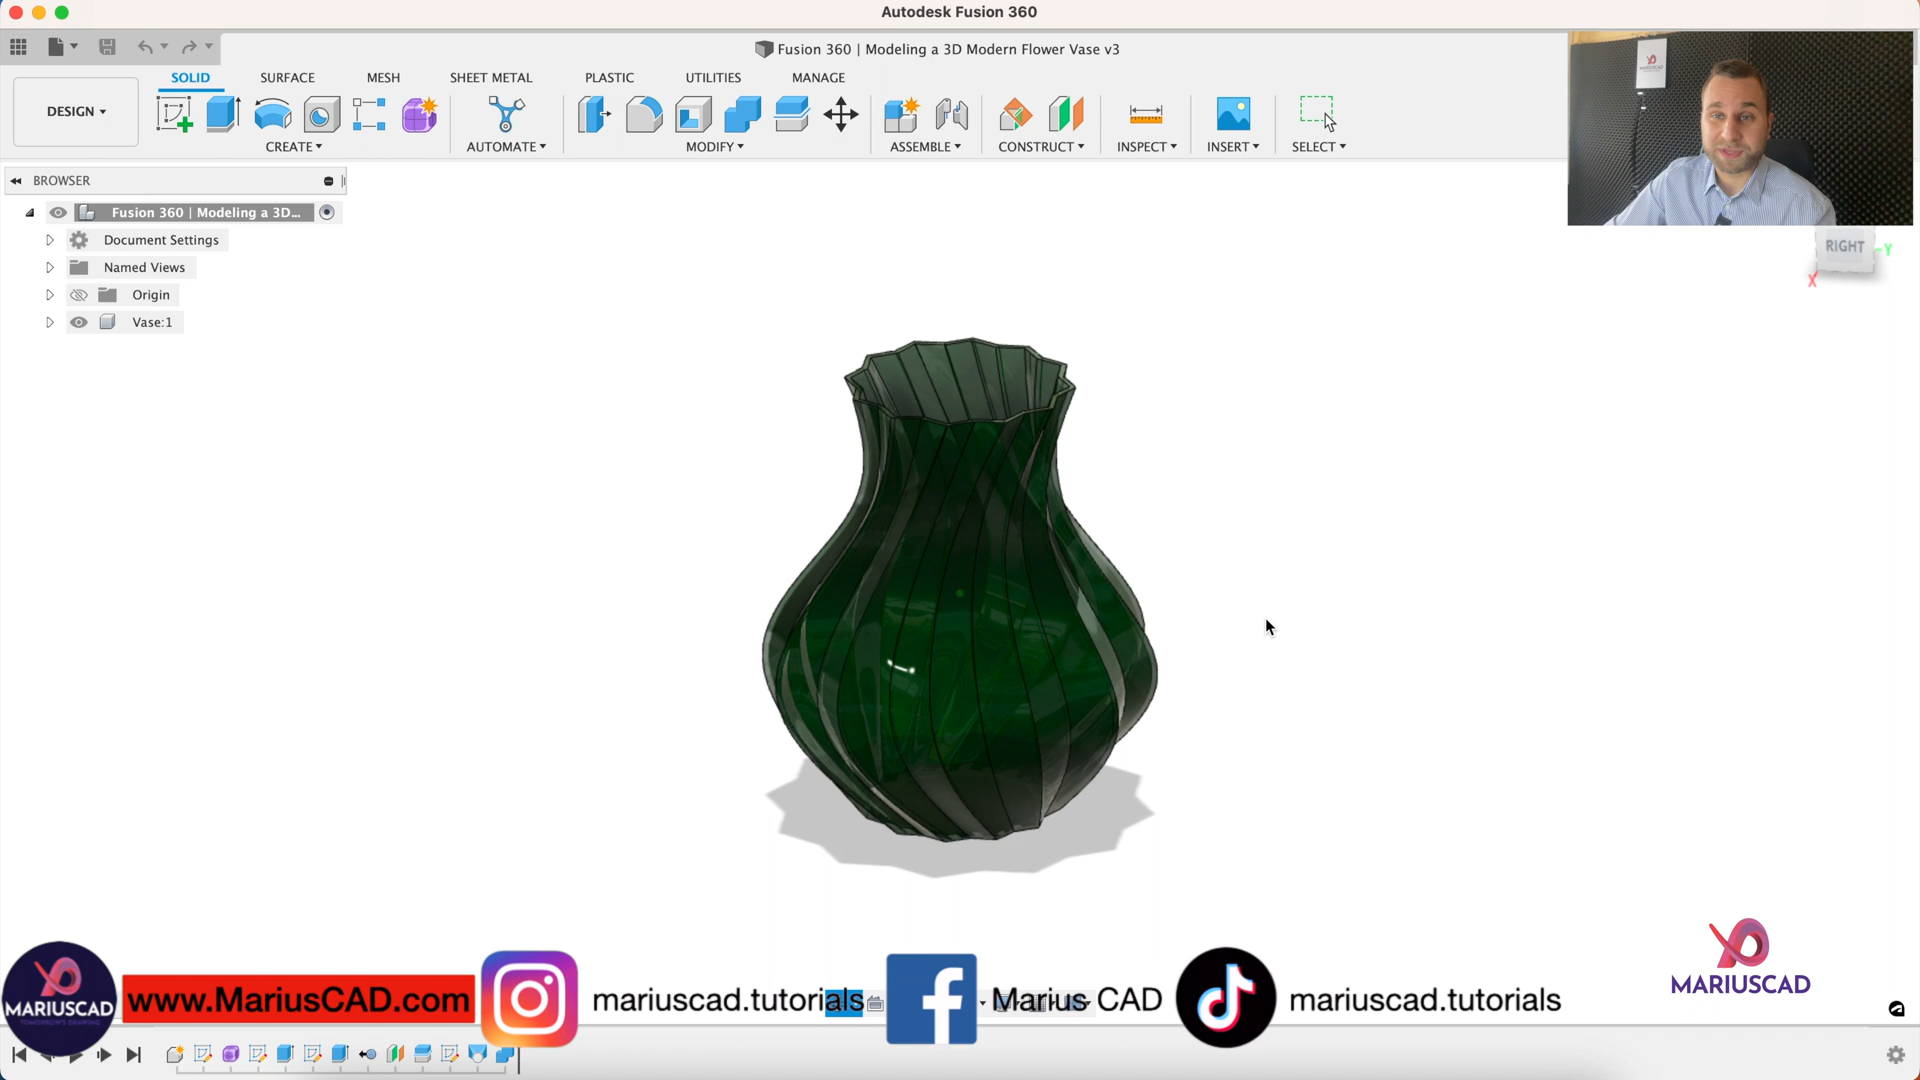 Autodesk Fusion 360
Fusion 360 | Modeling a 3D Modern Flower Vase v3
SOLID SURFACE MESH SHEET METAL PLASTIC UTILITIES MANAGE
DESIGN
CREATE AUTOMATE MODIFY ASSEMBLE CONSTRUCT INSPECT INSERT SELECT
BROWSER
Fusion 360 | Modeling a 3D...
Document Settings
Named Views
Origin
Vase:1
RIGHT
-Y
X
MARIUSCAD
TOMORROW'S DRAWING
www.MariusCAD.com
mariuscad.tutorials
Marius CAD
mariuscad.tutorials
MARIUSCAD